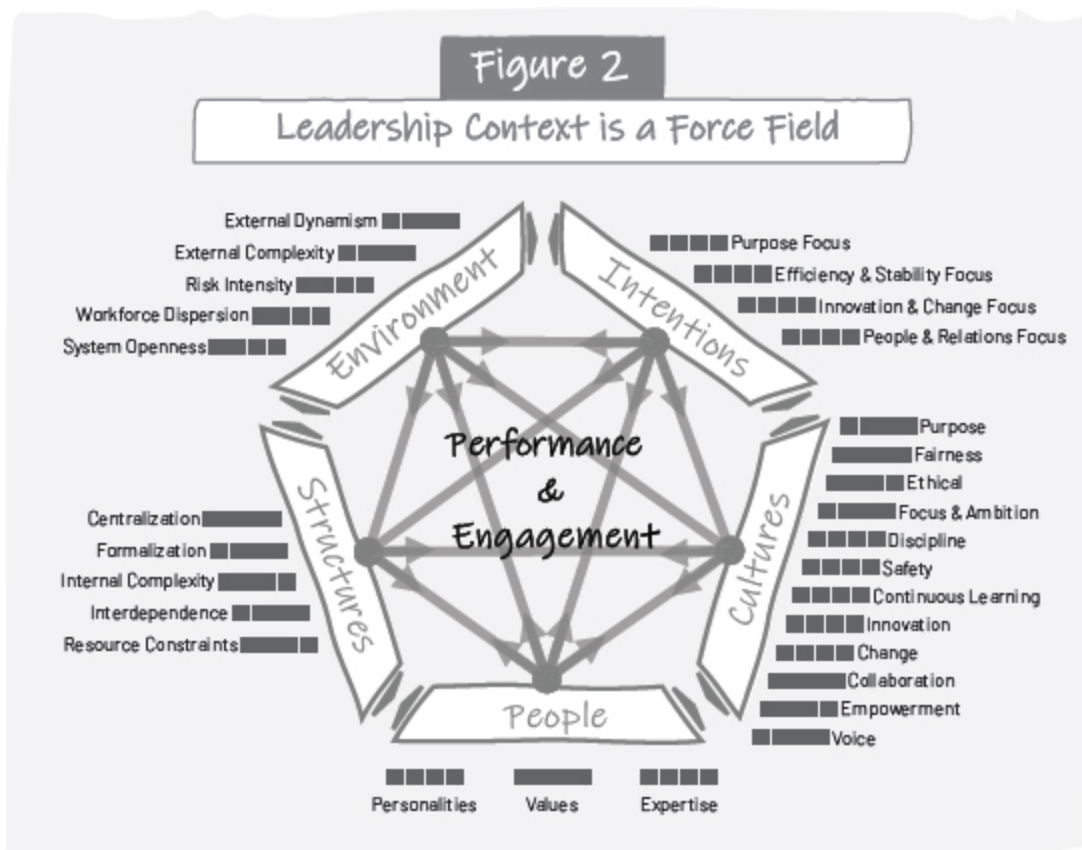 Figure 2
Leadership Context is a Force Field
External Dynamism
External Complexity
Risk Intensity
Workforce Dispersion
System Openness
Environment
Intentions
Purpose Focus
Efficiency & Stability Focus
Innovation & Change Focus
People & Relations Focus
Performance
&
Engagement
Structures
Centralization
Formalization
Internal Complexity
Interdependence
Resource Constraints
Cultures
Purpose
Fairness
Ethical
Focus & Ambition
Discipline
Safety
Continuous Learning
Innovation
Change
Collaboration
Empowerment
Voice
People
Personalities
Values
Expertise